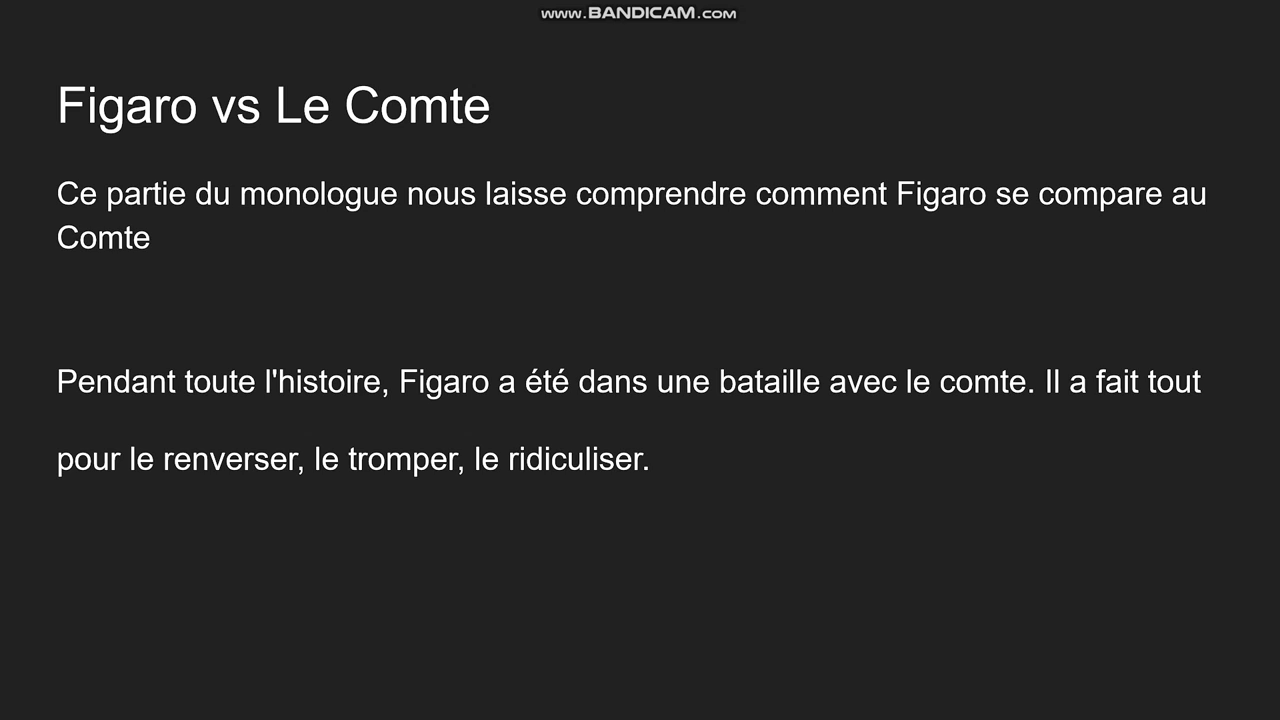 www.BANDICAM.com
Figaro vs Le Comte
Ce partie du monologue nous laisse comprendre comment Figaro se compare au
Comte
Pendant toute l'histoire, Figaro a été dans une bataille avec le comte. Il a fait tout
pour le renverser, le tromper, le ridiculiser.